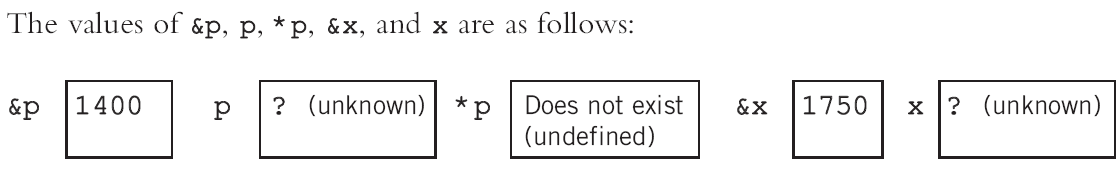 The values of &p, p, *p, &x, and x are as follows:
&p 1400 p ? (unknown) *p Does not exist &x 1750 x ? (unknown)
(undefined)